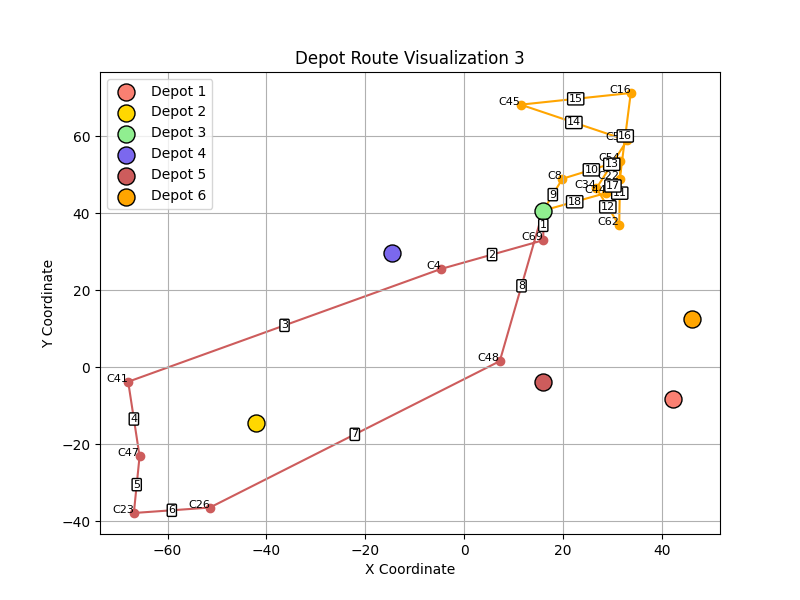 Depot Route Visualization 3
Depot 1
Depot 2
Depot 3
Depot 4
Depot 5
Depot 6
C16
C45
15
14
16
C54
13
10
C8
C34
C44
22
17
11
9
18
12
C62
1
C69
2
C4
8
3
C48
C41
4
C47
7
5
C26
C23
6
60
40
20
0
−20
−40
−60
−40
−20
0
20
40
X Coordinate
Y Coordinate